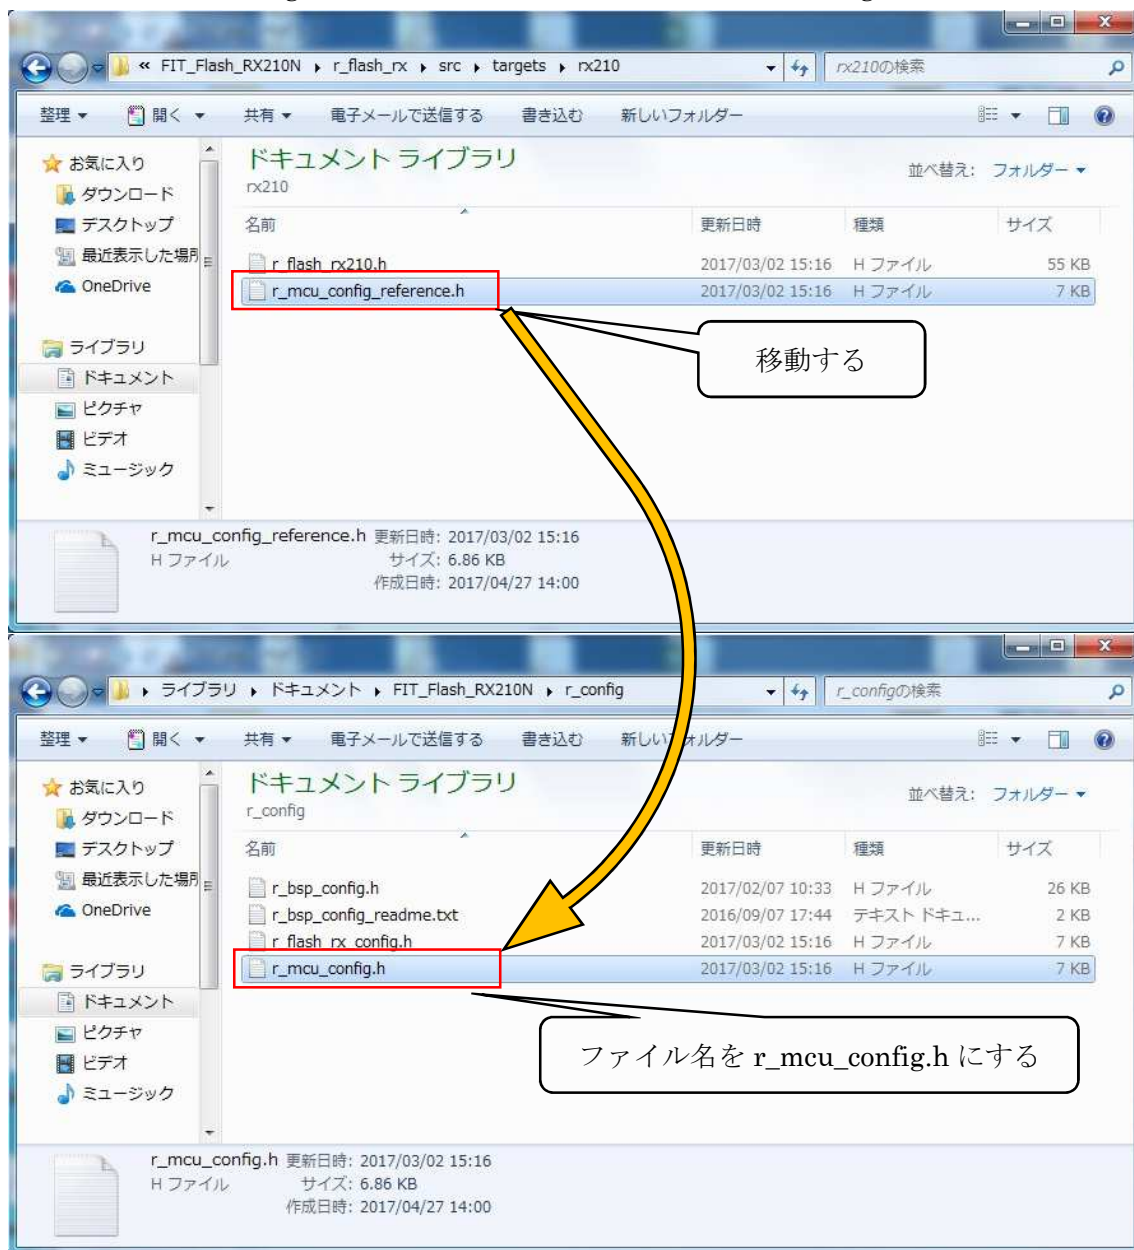 « FIT_Flash_RX210N ▸ r_flash_rx ▸ src ▸ targets ▸ rx210
rx210の検索
整理 開く 共有 電子メールで送信する 書き込む 新しいフォルダー
お気に入り
ダウンロード
デスクトップ
最近表示した場所
OneDrive
ライブラリ
ドキュメント
ピクチャ
ビデオ
ミュージック
ドキュメント ライブラリ
rx210
並べ替え: フォルダー
名前 更新日時 種類 サイズ
r_flash_rx210.h 2017/03/02 15:16 H ファイル 55 KB
r_mcu_config_reference.h 2017/03/02 15:16 H ファイル 7 KB
移動する
r_mcu_config_reference.h 更新日時: 2017/03/02 15:16
H ファイル サイズ: 6.86 KB
作成日時: 2017/04/27 14:00
▸ ライブラリ ▸ ドキュメント ▸ FIT_Flash_RX210N ▸ r_config
r_configの検索
整理 開く 共有 電子メールで送信する 書き込む 新しいフォルダー
お気に入り
ダウンロード
デスクトップ
最近表示した場所
OneDrive
ライブラリ
ドキュメント
ピクチャ
ビデオ
ミュージック
ドキュメント ライブラリ
r_config
並べ替え: フォルダー
名前 更新日時 種類 サイズ
r_bsp_config.h 2017/02/07 10:33 H ファイル 26 KB
r_bsp_config_readme.txt 2016/09/07 17:44 テキスト ドキュ... 2 KB
r_flash_rx_config.h 2017/03/02 15:16 H ファイル 7 KB
r_mcu_config.h 2017/03/02 15:16 H ファイル 7 KB
ファイル名を r_mcu_config.h にする
r_mcu_config.h 更新日時: 2017/03/02 15:16
H ファイル サイズ: 6.86 KB
作成日時: 2017/04/27 14:00